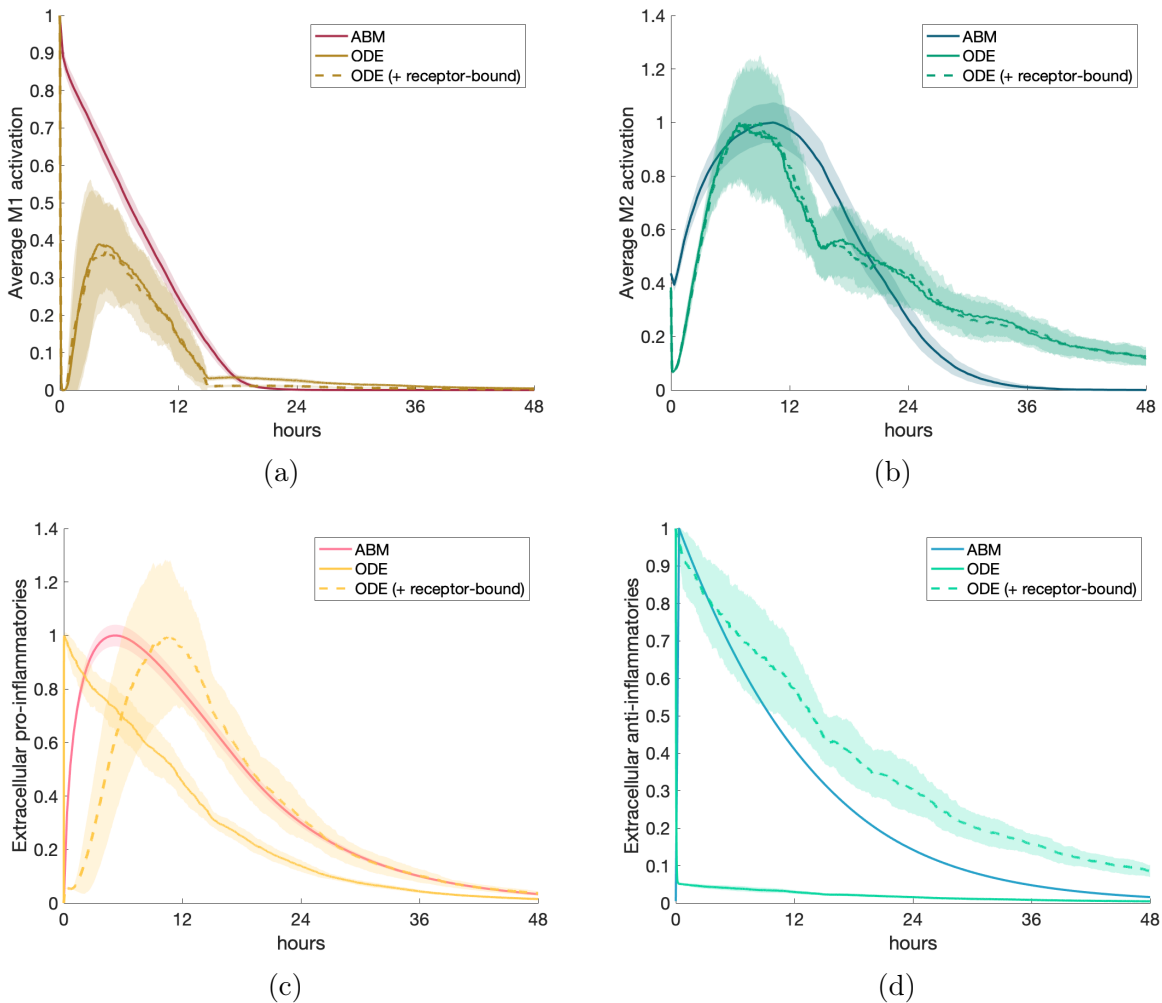 1
0.9
0.8
0.7
0.6
0.5
0.4
0.3
0.2
0.1
0
Average M1 activation
ABM
ODE
ODE (+ receptor-bound)
0 12 24 36 48
hours
(a)
1.4
1.2
1
0.8
0.6
0.4
0.2
0
Average M2 activation
ABM
ODE
ODE (+ receptor-bound)
0 12 24 36 48
hours
(b)
1.4
1.2
1
0.8
0.6
0.4
0.2
0
Extracellular pro-inflammatories
ABM
ODE
ODE (+ receptor-bound)
0 12 24 36 48
hours
(c)
1
0.9
0.8
0.7
0.6
0.5
0.4
0.3
0.2
0.1
0
Extracellular anti-inflammatories
ABM
ODE
ODE (+ receptor-bound)
0 12 24 36 48
hours
(d)